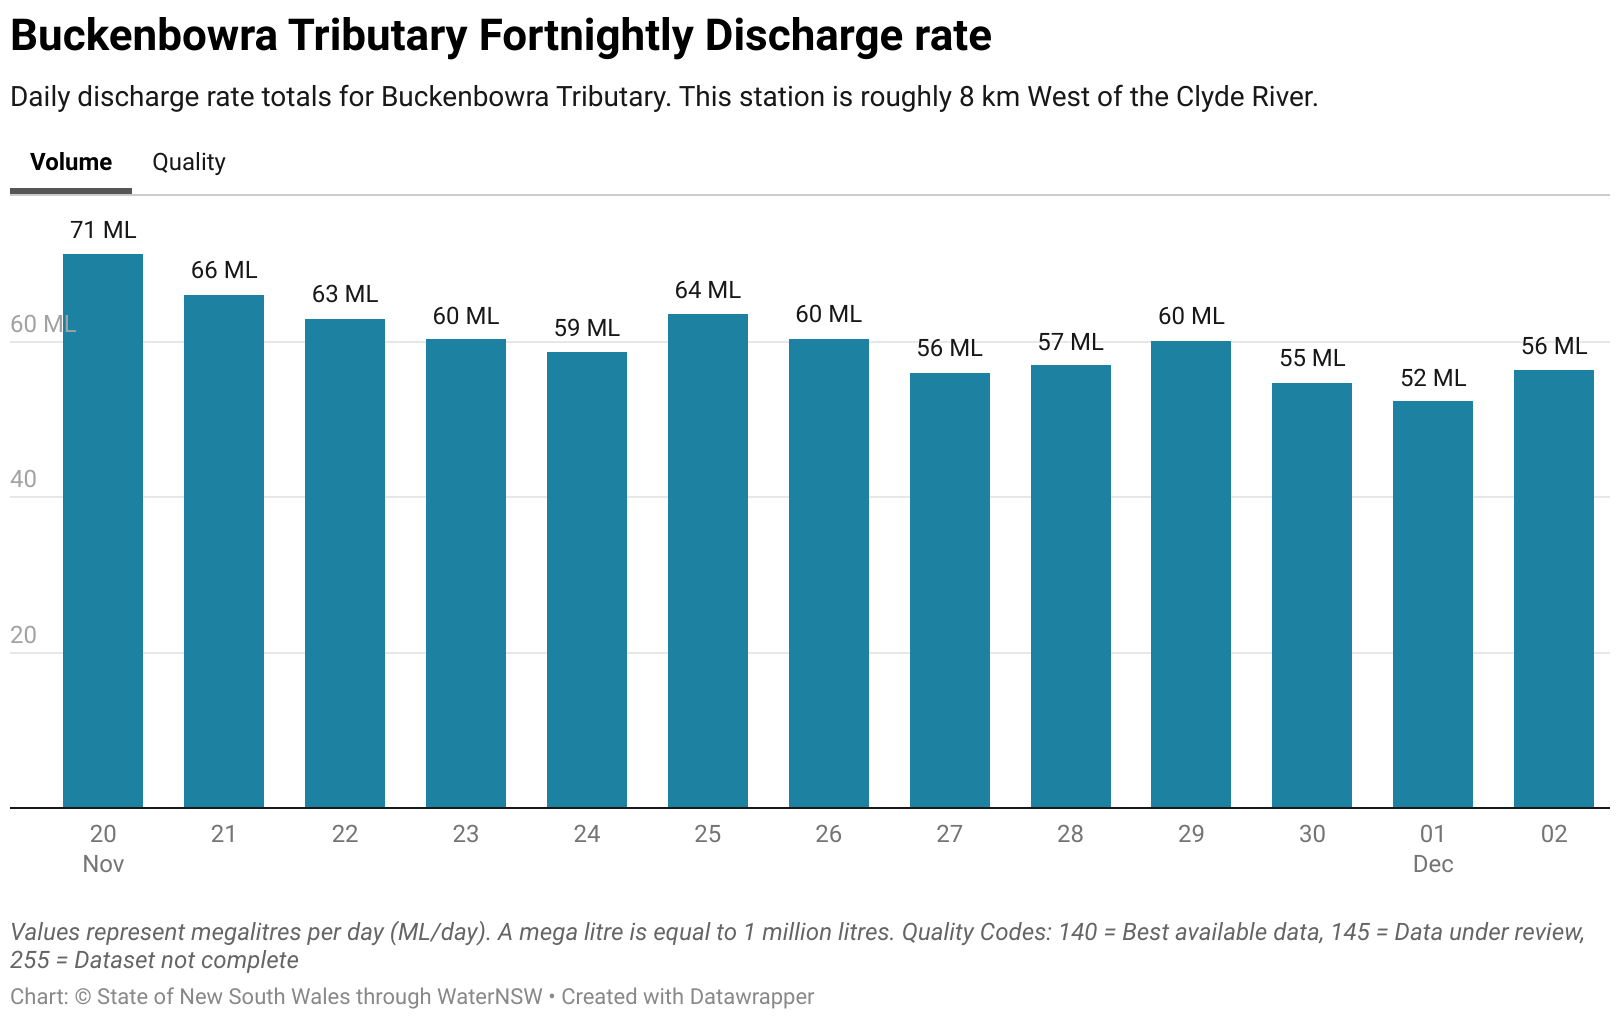 Buckenbowra Tributary Fortnightly Discharge rate
Daily discharge rate totals for Buckenbowra Tributary. This station is roughly 8 km West of the Clyde River.
Volume Quality
71 ML
66 ML
63 ML
60 ML
59 ML
64 ML
60 ML
56 ML
57 ML
60 ML
55 ML
52 ML
56 ML
60 ML
40
20
20 21 22 23 24 25 26 27 28 29 30 01 02
Nov Dec
Values represent megalitres per day (ML/day). A mega litre is equal to 1 million litres. Quality Codes: 140 = Best available data, 145 = Data under review,
255 = Dataset not complete
Chart: © State of New South Wales through WaterNSW • Created with Datawrapper